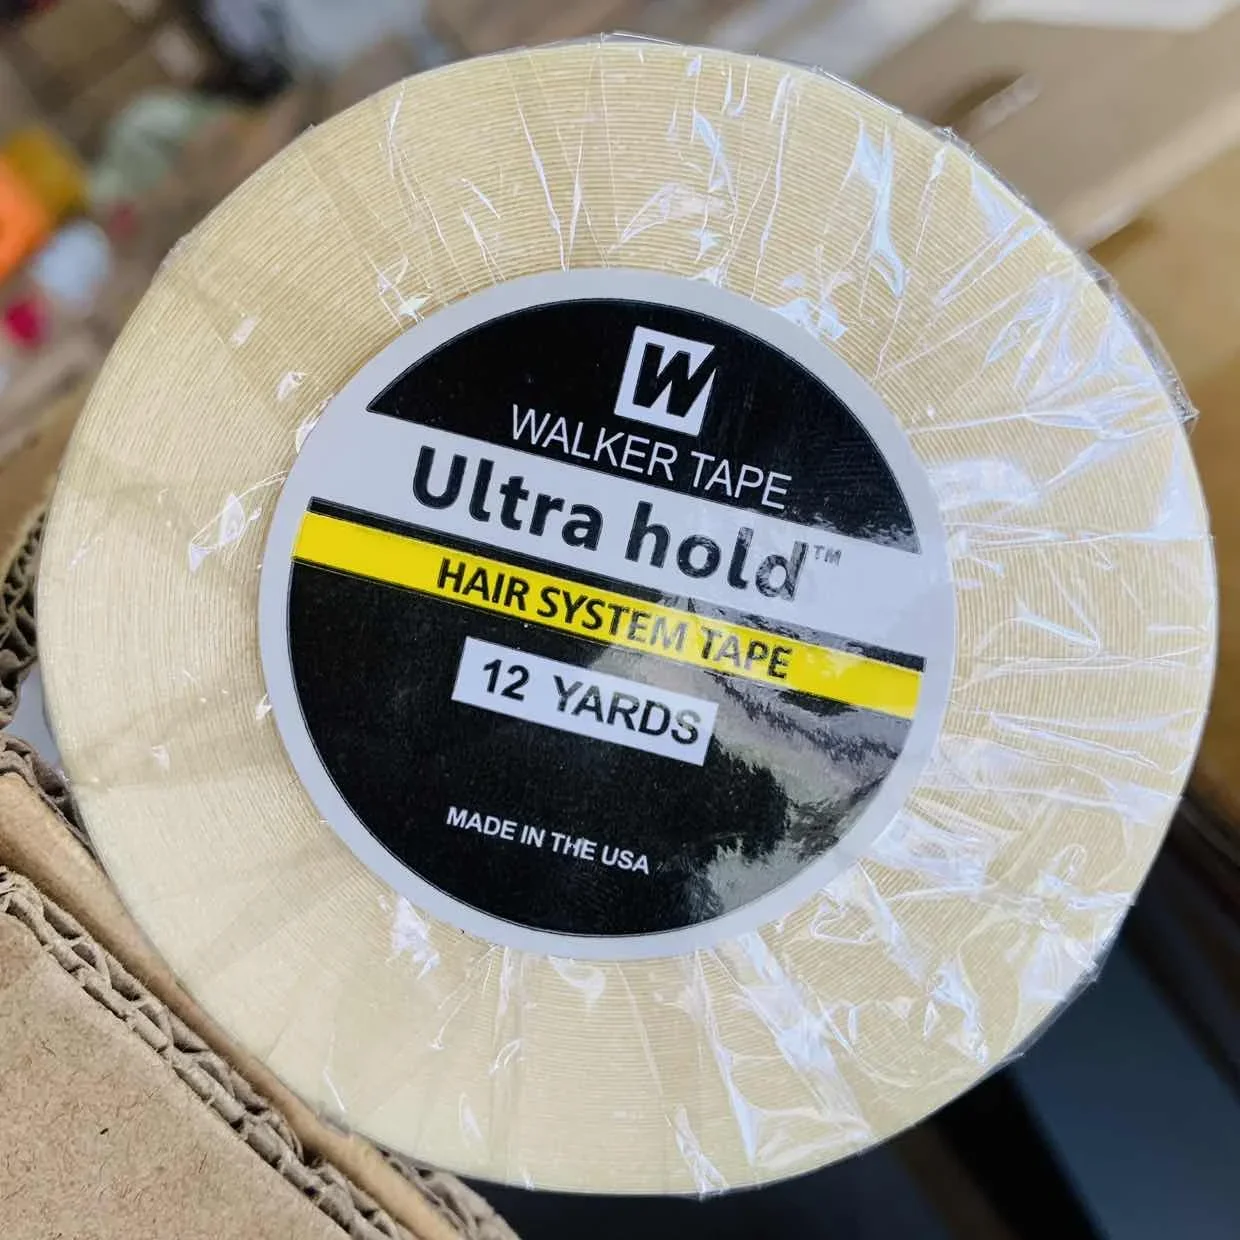 W
WALKER TAPE
Ultra hold™
HAIR SYSTEM TAPE
12 YARDS
MADE IN THE USA